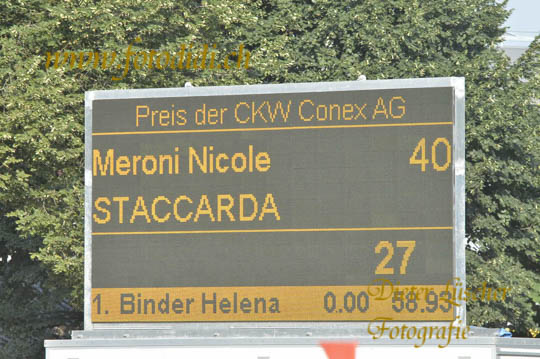 www.fotodidi.ch
Preis der CKW Conex AG
Meroni Nicole 40
STACCARDA
27
1. Binder Helena 0.00 58.93
Dieter Fischer
Fotografie